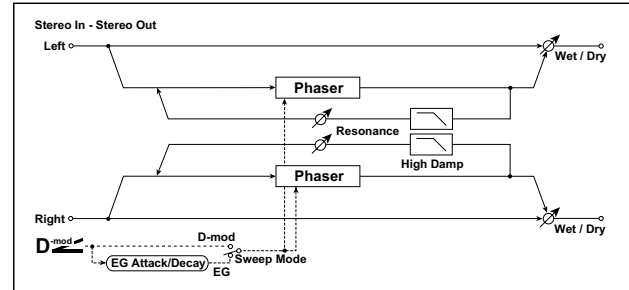 Stereo In - Stereo Out
Left
Wet / Dry
Phaser
Resonance
High Damp
Phaser
Right
Wet / Dry
D-mod
D-mod
EG Attack/Decay
EG
Sweep Mode